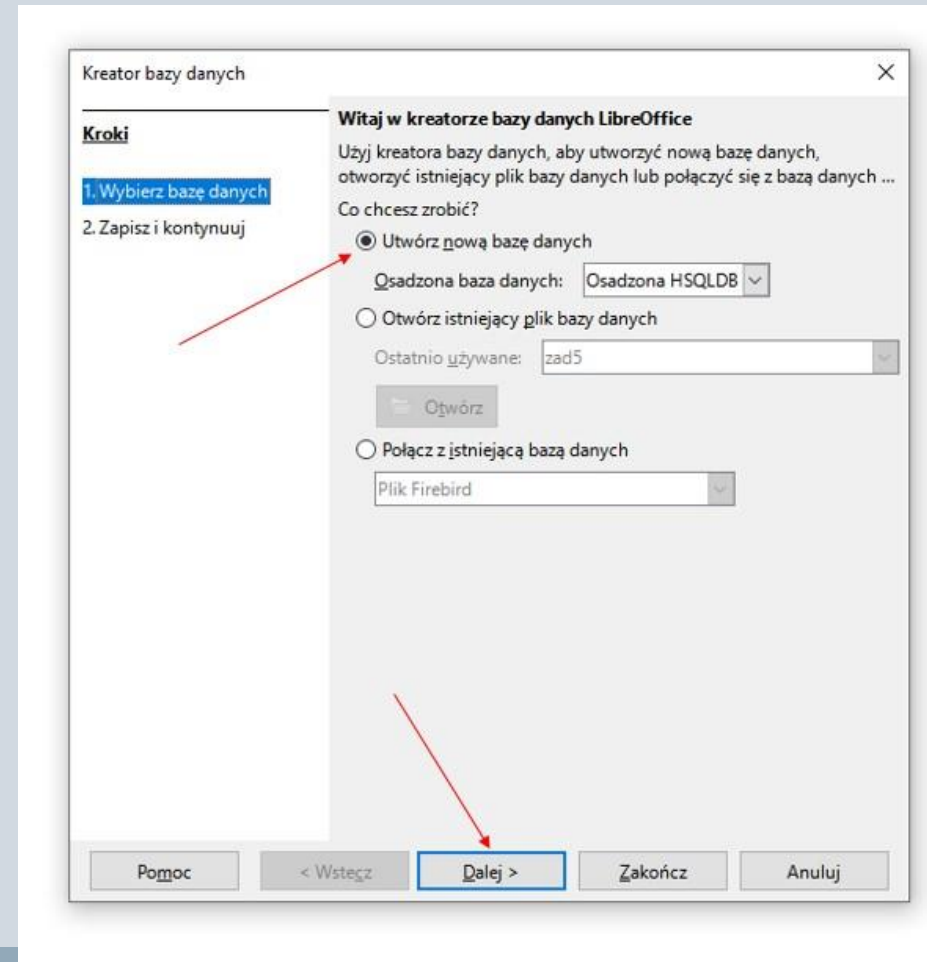 Kreator bazy danych
Kroki
1. Wybierz bazę danych
2. Zapisz i kontynuuj
Witaj w kreatorze bazy danych LibreOffice
Użyj kreatora bazy danych, aby utworzyć nową bazę danych,
otworzyć istniejący plik bazy danych lub połączyć się z bazą danych ...
Co chcesz zrobić?
Utwórz nową bazę danych
Osadzona baza danych: Osadzona HSQLDB
Otwórz istniejący plik bazy danych
Ostatnio używane: zad5
Otwórz
Połącz z istniejącą bazą danych
Plik Firebird
Pomoc < Wstecz Dalej > Zakończ Anuluj